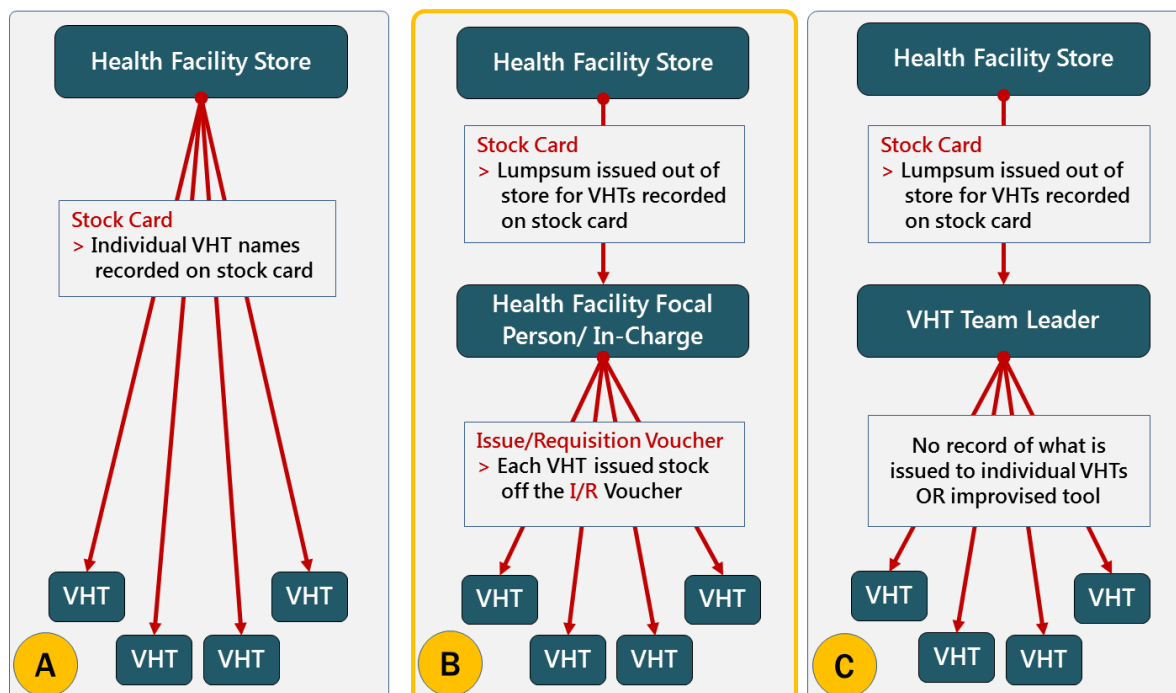 Health Facility Store
Stock Card
> Individual VHT names
recorded on stock card
VHT
VHT
VHT
VHT
A
Health Facility Store
Stock Card
> Lumpsum issued out of
store for VHTs recorded
on stock card
Health Facility Focal
Person/ In-Charge
Issue/Requisition Voucher
> Each VHT issued stock
off the I/R Voucher
VHT
VHT
VHT
VHT
B
Health Facility Store
Stock Card
> Lumpsum issued out of
store for VHTs recorded
on stock card
VHT Team Leader
No record of what is
issued to individual VHTs
OR improvised tool
VHT
VHT
VHT
VHT
C